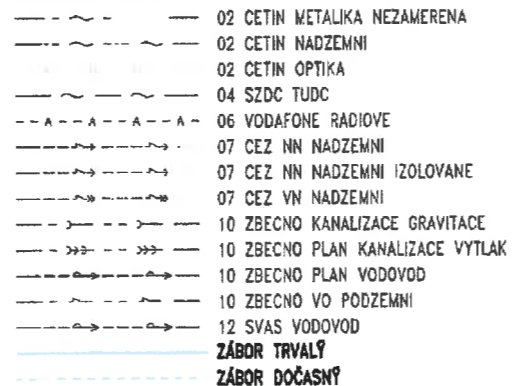 02 CETIN METALIKA NEZAMERENA
02 CETIN NADZEMNI
02 CETIN OPTIKA
04 SZDC TUDC
A A A A 06 VODAFONE RADIOVE
07 CEZ NN NADZEMNI
07 CEZ NN NADZEMNI IZOLOVANE
07 CEZ VN NADZEMNI
10 ZBECNO KANALIZACE GRAVITACE
10 ZBECNO PLAN KANALIZACE VYTLAK
10 ZBECNO PLAN VODOVOD
10 ZBECNO VO PODZEMNI
12 SVAS VODOVOD
ZÁBOR TRVALÝ
ZÁBOR DOČASNÝ